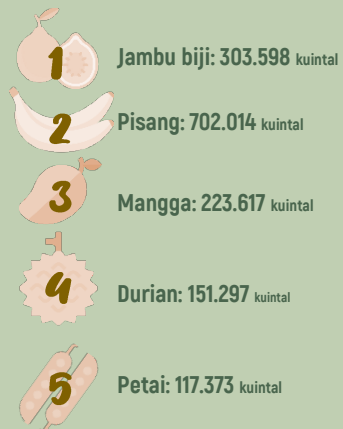 1 Jambu biji: 303.598 kuintal
2 Pisang: 702.014 kuintal
3 Mangga: 223.617 kuintal
4 Durian: 151.297 kuintal
5 Petai: 117.373 kuintal